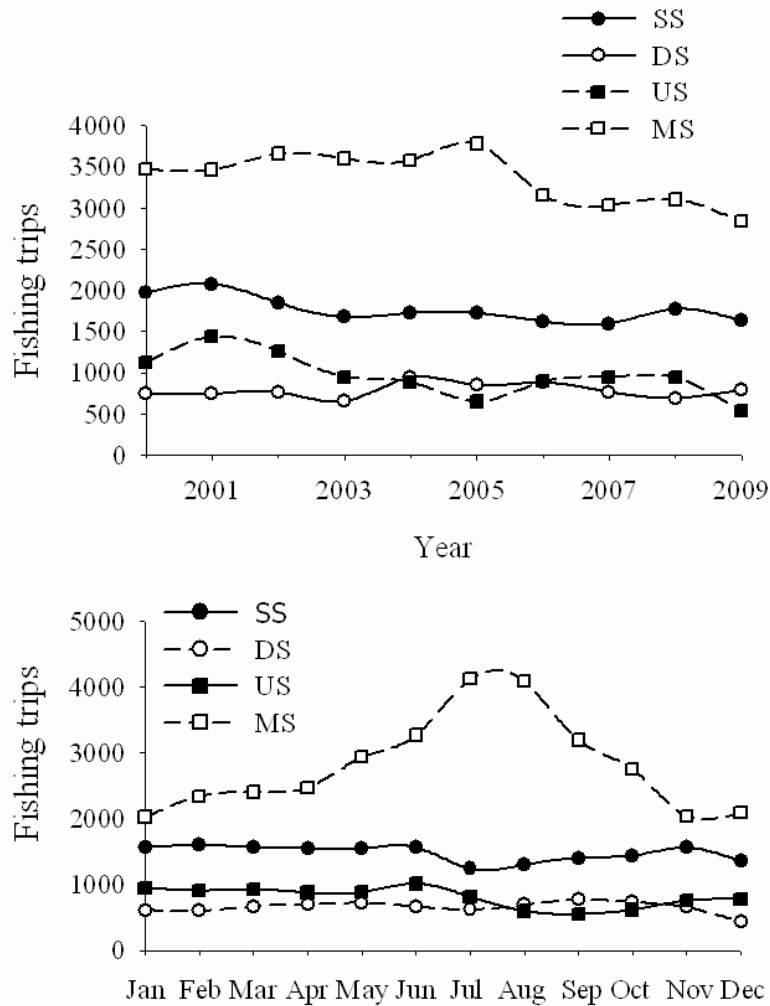 SS
DS
US
MS
4000
3500
3000
2500
2000
1500
1000
500
0
Fishing trips
2001 2003 2005 2007 2009
Year
SS
DS
US
MS
5000
4000
3000
2000
1000
0
Fishing trips
Jan Feb Mar Apr May Jun Jul Aug Sep Oct Nov Dec